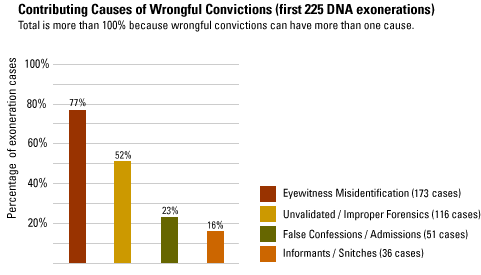 Contributing Causes of Wrongful Convictions (first 225 DNA exonerations)
Total is more than 100% because wrongful convictions can have more than one cause.
Percentage of exoneration cases
100%
80%
60%
40%
20%
77%
52%
23%
16%
Eyewitness Misidentification (173 cases)
Unvalidated / Improper Forensics (116 cases)
False Confessions / Admissions (51 cases)
Informants / Snitches (36 cases)